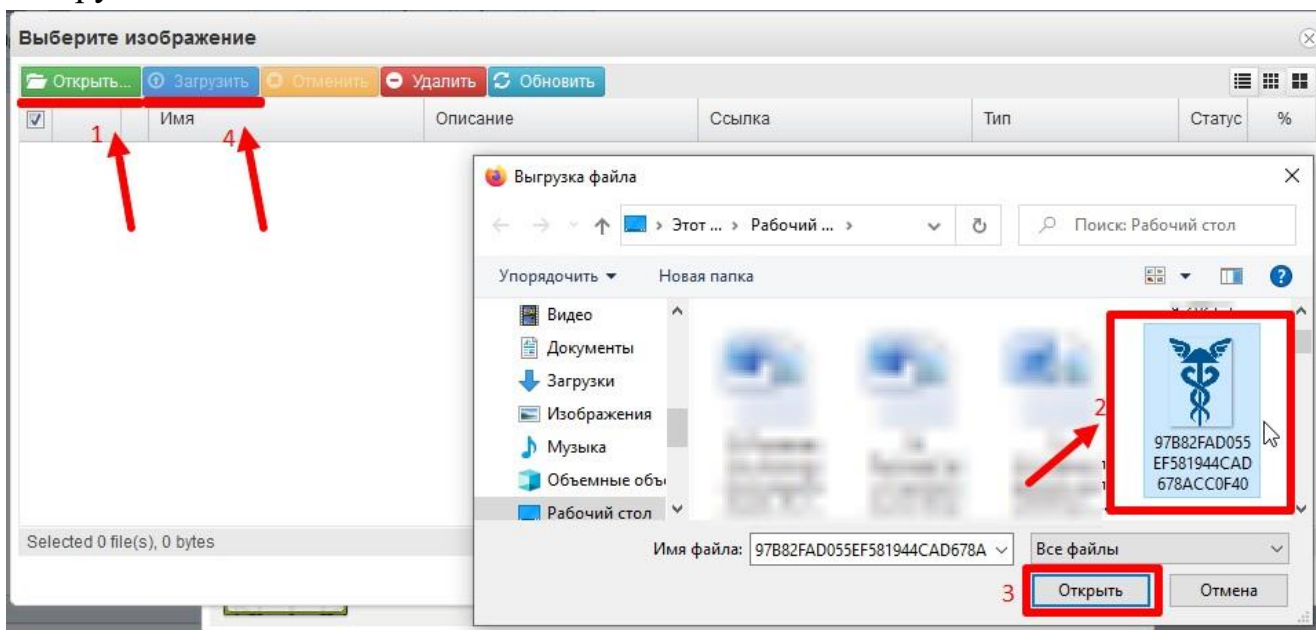 Выберите изображение
Открыть... Загрузить Отменить Удалить Обновить
Имя Описание Ссылка Тип Статус %
1 4
Выгрузка файла
Этот ... › Рабочий ... ›
Поиск: Рабочий стол
Упорядочить Новая папка
Видео
Документы
Загрузки
Изображения
Музыка
Объемные объ
Рабочий стол
2
97B82FAD055
EF581944CAD
678ACC0F40
Selected 0 file(s), 0 bytes
Имя файла: 97B82FAD055EF581944CAD678A Все файлы
3 Открыть Отмена